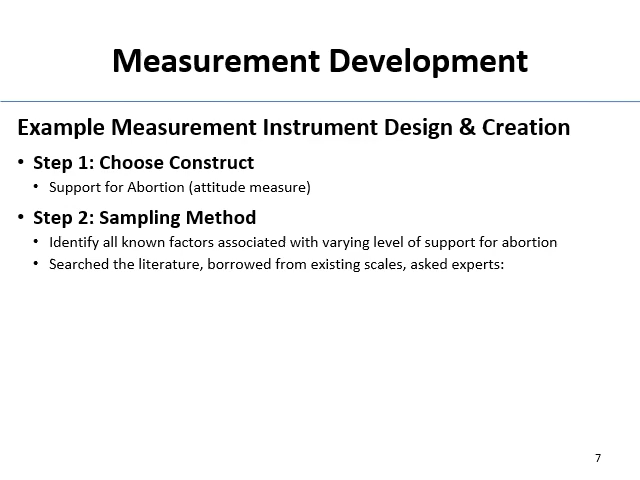 Measurement Development
Example Measurement Instrument Design & Creation
• Step 1: Choose Construct
• Support for Abortion (attitude measure)
• Step 2: Sampling Method
• Identify all known factors associated with varying level of support for abortion
• Searched the literature, borrowed from existing scales, asked experts:
7